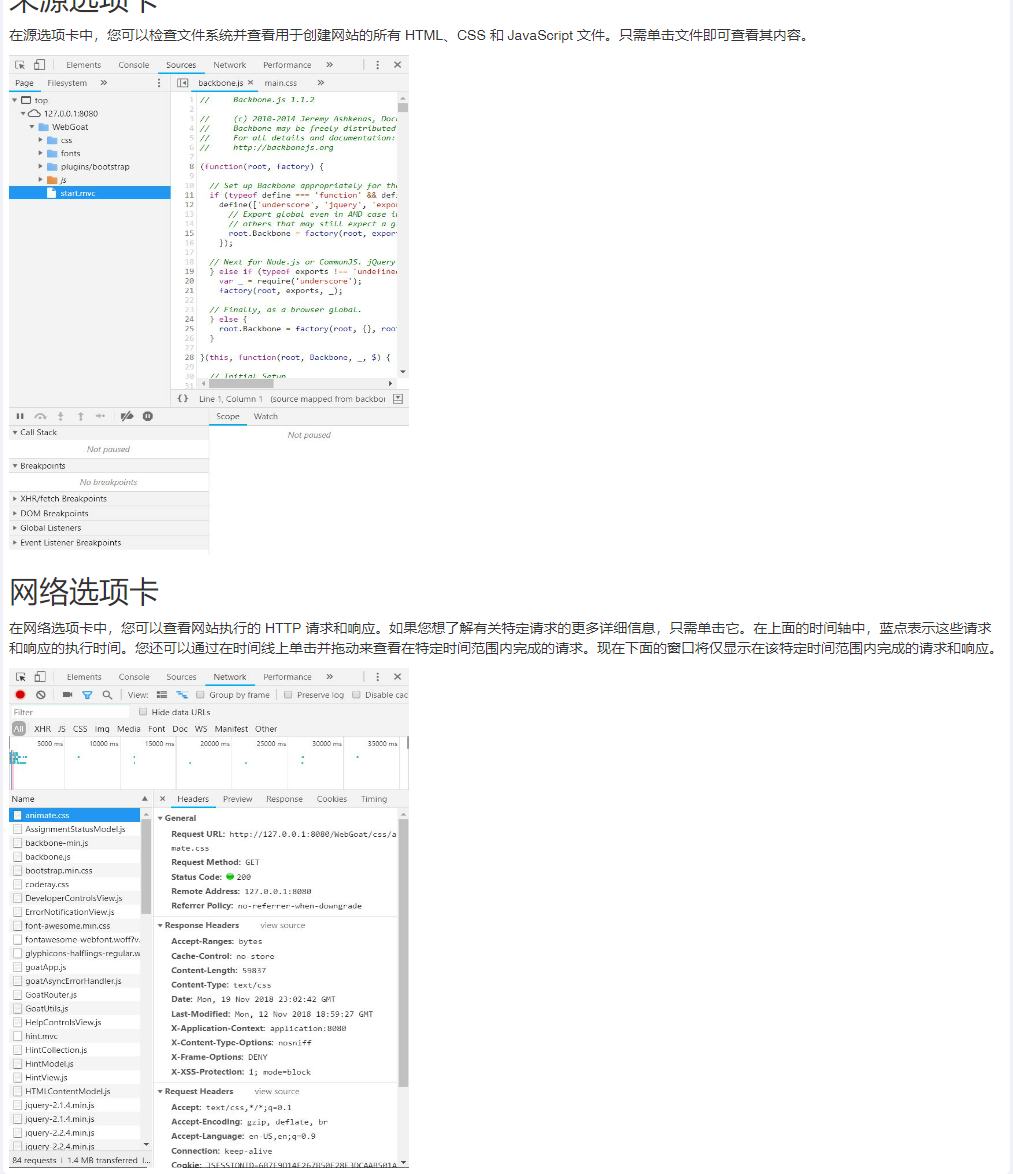 来源选项卡
在源选项卡中，您可以检查文件系统并查看用于创建网站的所有 HTML、CSS 和 JavaScript 文件。只需单击文件即可查看其内容。
Elements Console Sources Network Performance »
Page Filesystem » backbone.js × main.css »
top
127.0.0.1:8080
WebGoat
css
fonts
plugins/bootstrap
js
start.mvc
1 // Backbone.js 1.1.2
2
3 // (c) 2010-2014 Jeremy Ashkenas, Doc
4 // Backbone may be freely distributed
5 // For all details and documentation:
6 // http://backbonejs.org
7
8 (function(root, factory) {
9
10 // Set up Backbone appropriately for the
11 if (typeof define === 'function' && defi
12 define(['underscore', 'jquery', 'expor
13 // Export global even in AMD case in
14 // others that may still expect a g
15 root.Backbone = factory(root, export
16 });
17
18 // Next for Node.js or CommonJS. jQuery
19 } else if (typeof exports !== 'undefined
20 var _ = require('underscore');
21 factory(root, exports, _);
22
23 // Finally, as a browser global.
24 } else {
25 root.Backbone = factory(root, {}, root
26 }
27
28 }(this, function(root, Backbone, _, $) {
29
30 // Initial Setup
31
{} Line 1, Column 1 (source mapped from backbon
Scope Watch
Call Stack
Not paused
Not paused
Breakpoints
No breakpoints
XHR/fetch Breakpoints
DOM Breakpoints
Global Listeners
Event Listener Breakpoints
网络选项卡
在网络选项卡中，您可以查看网站执行的 HTTP 请求和响应。如果您想了解有关特定请求的更多详细信息，只需单击它。在上面的时间轴中，蓝点表示这些请求
和响应的执行时间。您还可以通过在时间线上单击并拖动来查看在特定时间范围内完成的请求。现在下面的窗口将仅显示在该特定时间范围内完成的请求和响应。
Elements Console Sources Network Performance »
View: Group by frame Preserve log Disable cac
Filter Hide data URLs
All XHR JS CSS Img Media Font Doc WS Manifest Other
5000 ms 10000 ms 15000 ms 20000 ms 25000 ms 30000 ms 35000 ms
Name
animate.css
AssignmentStatusModel.js
backbone-min.js
backbone.js
bootstrap.min.css
coderay.css
DeveloperControlsView.js
ErrorNotificationView.js
font-awesome.min.css
fontawesome-webfont.woff?v.
glyphicons-halflings-regular.w
goatApp.js
goatAsyncErrorHandler.js
GoatRouter.js
GoatUtils.js
HelpControlsView.js
hint.mvc
HintCollection.js
HintModel.js
HintView.js
HTMLContentModel.js
jquery-2.1.4.min.js
jquery-2.1.4.min.js
jquery-2.2.4.min.js
jquery-2.2.4.min.js
84 requests | 1.4 MB transferred | ...
× Headers Preview Response Cookies Timing
General
Request URL: http://127.0.0.1:8080/WebGoat/css/a
mate.css
Request Method: GET
Status Code: 200
Remote Address: 127.0.0.1:8080
Referrer Policy: no-referrer-when-downgrade
Response Headers view source
Accept-Ranges: bytes
Cache-Control: no-store
Content-Length: 59837
Content-Type: text/css
Date: Mon, 19 Nov 2018 23:02:42 GMT
Last-Modified: Mon, 12 Nov 2018 18:59:27 GMT
X-Application-Context: application:8080
X-Content-Type-Options: nosniff
X-Frame-Options: DENY
X-XSS-Protection: 1; mode=block
Request Headers view source
Accept: text/css,*/*;q=0.1
Accept-Encoding: gzip, deflate, br
Accept-Language: en-US,en;q=0.9
Connection: keep-alive
Cookie: